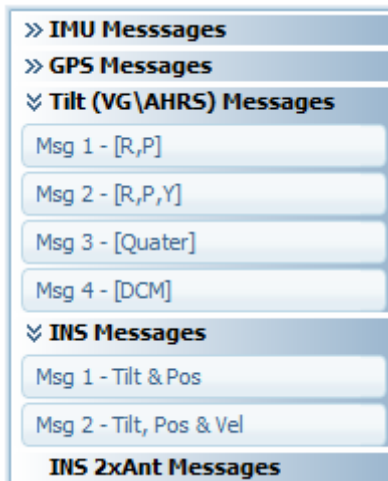 » IMU Messsages
» GPS Messages
Tilt (VG\AHRS) Messages
Msg 1 - [R,P]
Msg 2 - [R,P,Y]
Msg 3 - [Quater]
Msg 4 - [DCM]
INS Messages
Msg 1 - Tilt & Pos
Msg 2 - Tilt, Pos & Vel
INS 2xAnt Messages